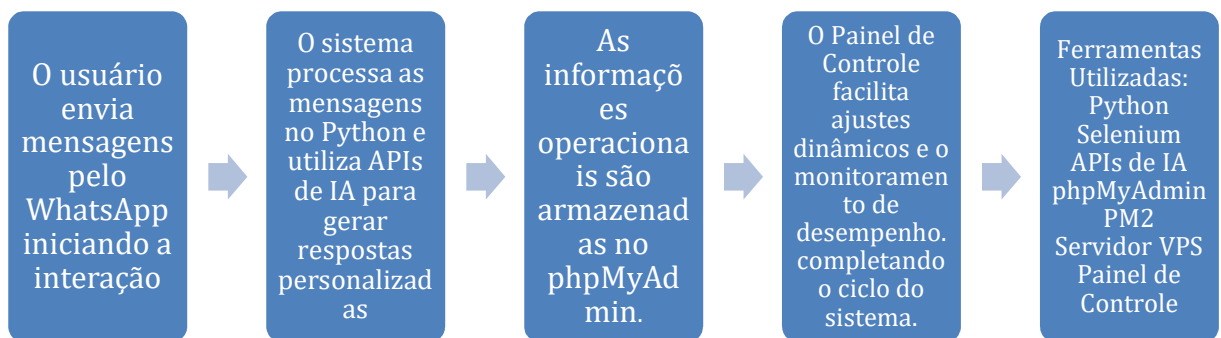 O usuário
envia
mensagens
pelo
WhatsApp
iniciando a
interação
O sistema
processa as
mensagens
no Python e
utiliza APIs
de IA para
gerar
respostas
personalizad
as
As
informaçõ
es
operaciona
is são
armazenad
as no
phpMyAd
min.
O Painel de
Controle
facilita
ajustes
dinâmicos e o
monitoramen
to de
desempenho.
completando
o ciclo do
sistema.
Ferramentas
Utilizadas:
Python
Selenium
APIs de IA
phpMyAdmin
PM2
Servidor VPS
Painel de
Controle